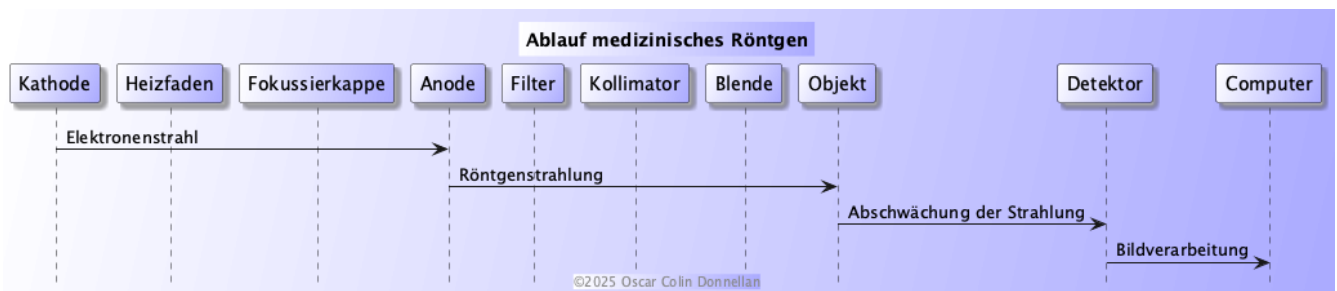 Ablauf medizinisches Röntgen
Kathode Heizfaden Fokussierkappe Anode Filter Kollimator Blende Objekt Detektor Computer
Elektronenstrahl
Röntgenstrahlung
Abschwächung der Strahlung
Bildverarbeitung
©2025 Oscar Colin Donnellan